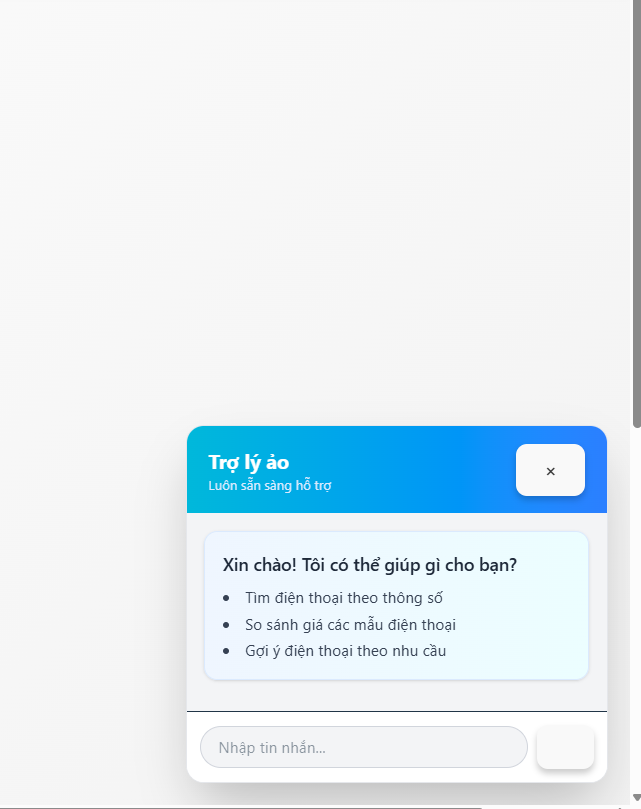 Trợ lý ảo
Luôn sẵn sàng hỗ trợ
×
Xin chào! Tôi có thể giúp gì cho bạn?
• Tìm điện thoại theo thông số
• So sánh giá các mẫu điện thoại
• Gợi ý điện thoại theo nhu cầu
Nhập tin nhắn...